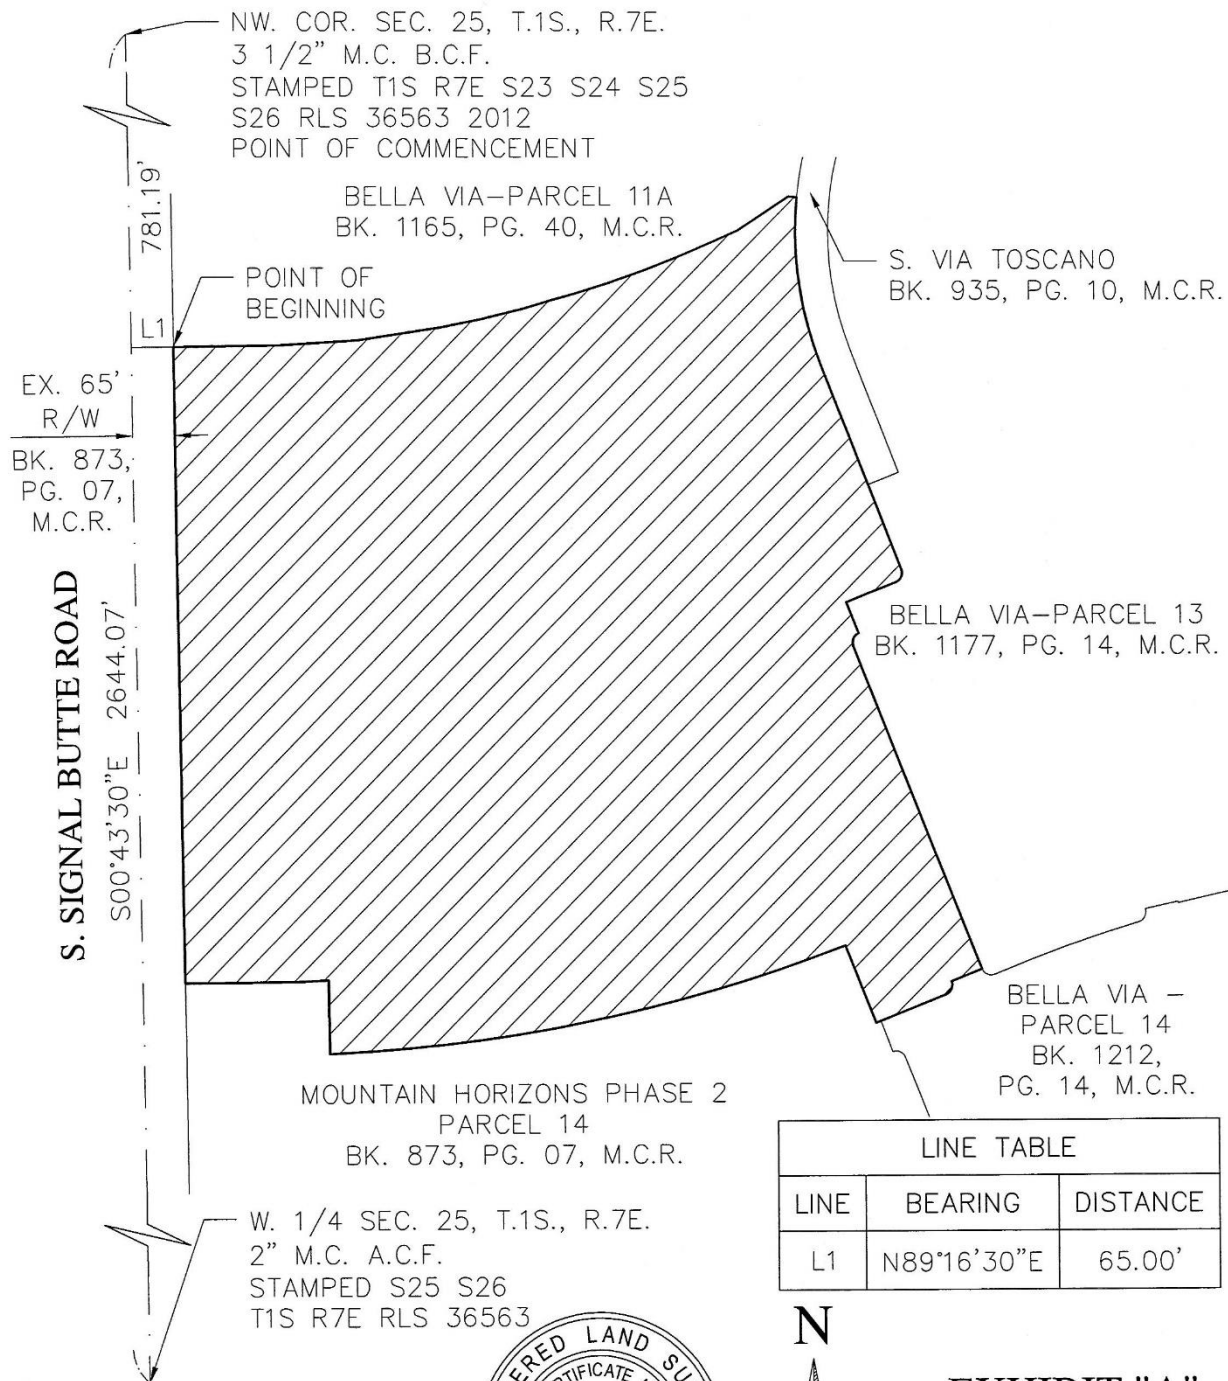 NW. COR. SEC. 25, T.1S., R.7E.
3 1/2" M.C. B.C.F.
STAMPED T1S R7E S23 S24 S25
S26 RLS 36563 2012
POINT OF COMMENCEMENT
781.19'
BELLA VIA-PARCEL 11A
BK. 1165, PG. 40, M.C.R.
S. VIA TOSCANO
BK. 935, PG. 10, M.C.R.
POINT OF
BEGINNING
L1
EX. 65'
R/W
BK. 873,
PG. 07,
M.C.R.
S. SIGNAL BUTTE ROAD
S00°43'30"E 2644.07'
BELLA VIA-PARCEL 13
BK. 1177, PG. 14, M.C.R.
BELLA VIA -
PARCEL 14
BK. 1212,
PG. 14, M.C.R.
MOUNTAIN HORIZONS PHASE 2
PARCEL 14
BK. 873, PG. 07, M.C.R.
LINE TABLE
LINE BEARING DISTANCE
L1 N89°16'30"E 65.00'
W. 1/4 SEC. 25, T.1S., R.7E.
2" M.C. A.C.F.
STAMPED S25 S26
T1S R7E RLS 36563
ERED LAND SU
TIFICATE
N
EXHIBIT "A"